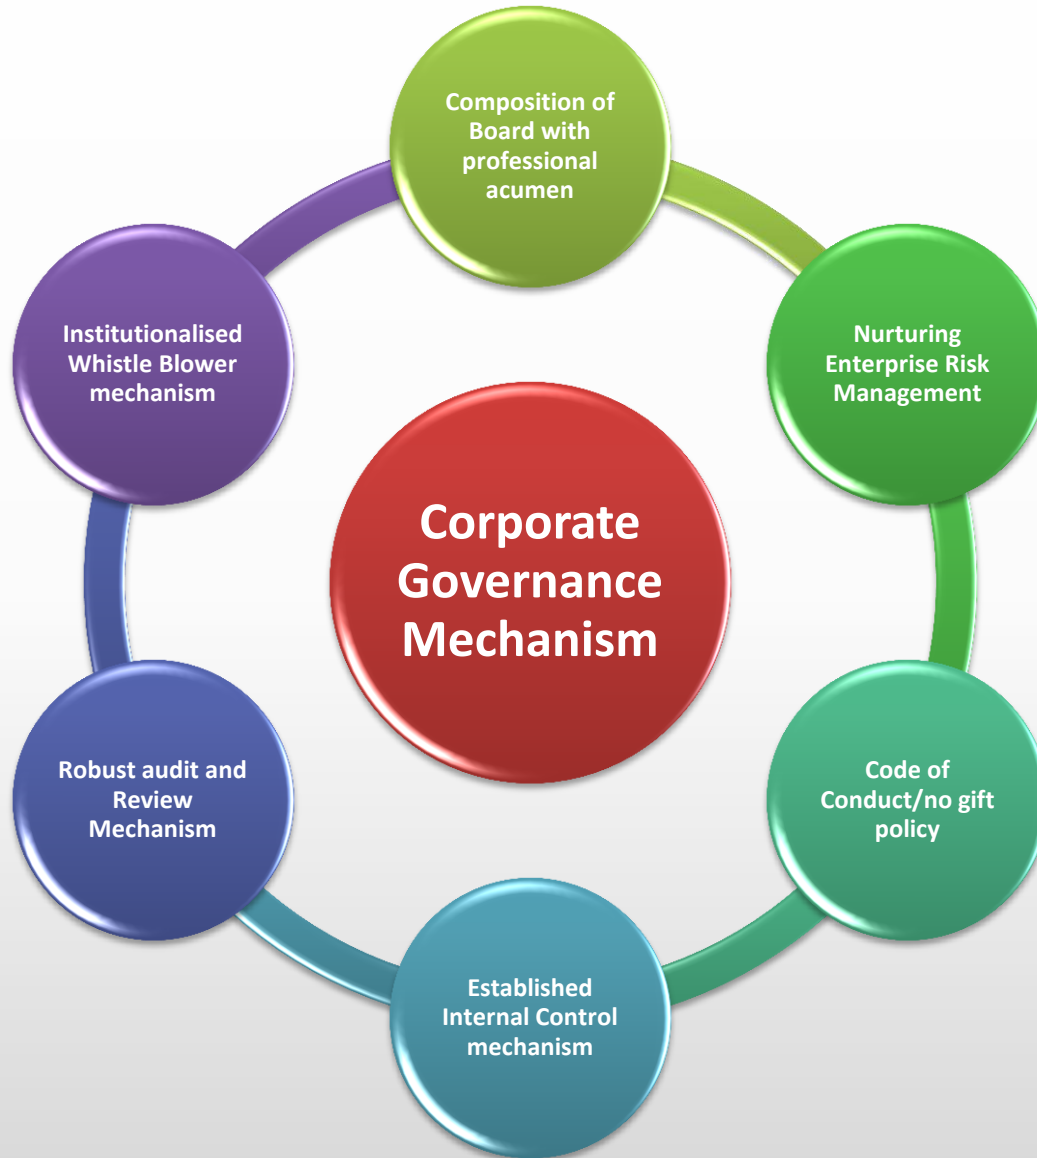 Composition of
Board with
professional
acumen
Nurturing
Enterprise Risk
Management
Code of
Conduct/no gift
policy
Established
Internal Control
mechanism
Robust audit and
Review
Mechanism
Institutionalised
Whistle Blower
mechanism
Corporate
Governance
Mechanism